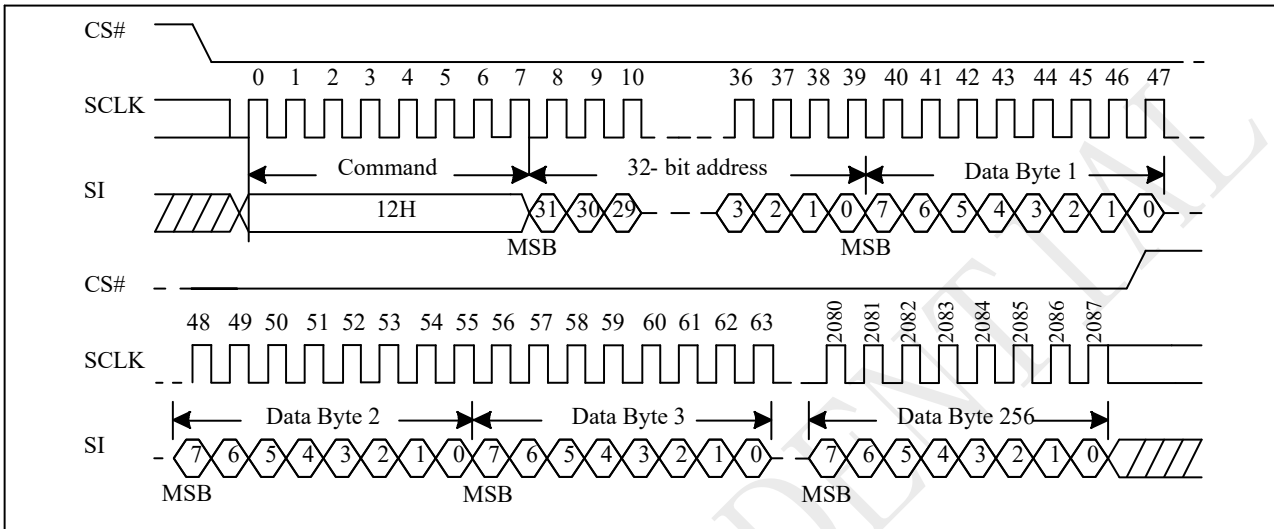 CS#
0 1 2 3 4 5 6 7 8 9 10 36 37 38 39 40 41 42 43 44 45 46 47
SCLK
Command 32- bit address Data Byte 1
SI
12H 31 30 29 3 2 1 0 7 6 5 4 3 2 1 0
MSB MSB
CS#
48 49 50 51 52 53 54 55 56 57 58 59 60 61 62 63 2080 2081 2082 2083 2084 2085 2086 2087
SCLK
Data Byte 2 Data Byte 3 Data Byte 256
SI
7 6 5 4 3 2 1 0 7 6 5 4 3 2 1 0 7 6 5 4 3 2 1 0
MSB MSB MSB
DENTIAL